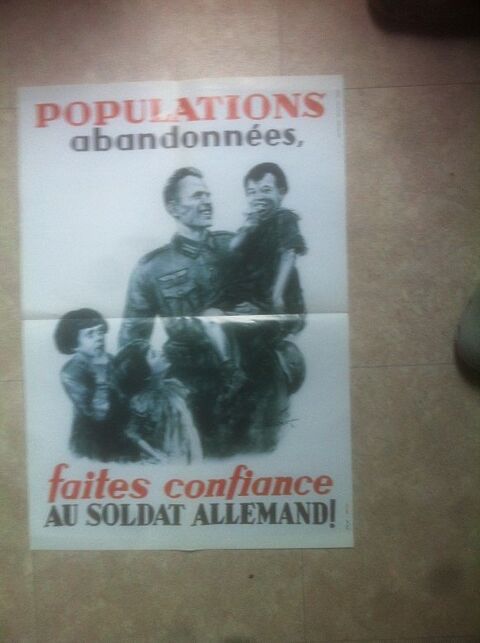 POPULATIONS
abandonnées,
faites confiance
AU SOLDAT ALLEMAND!